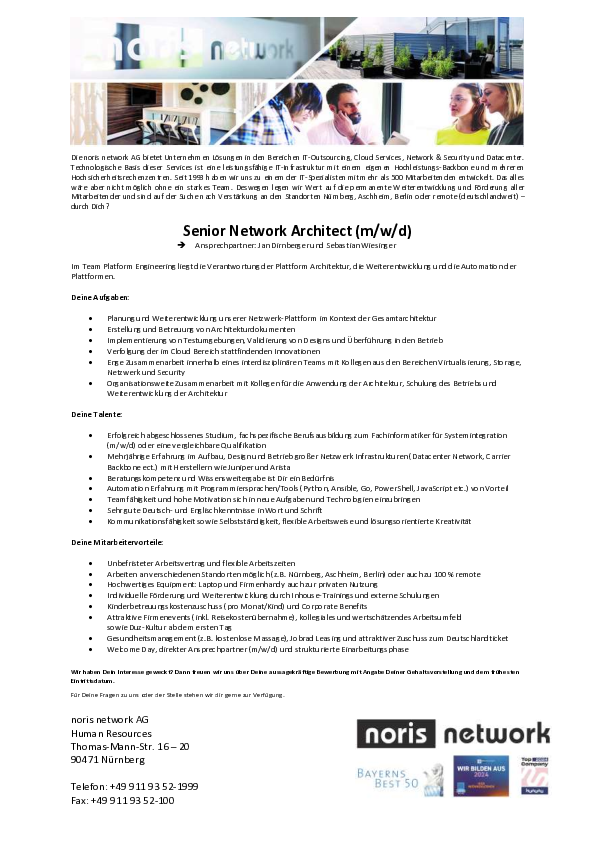 noris network
Die noris network AG bietet Unternehmen Lösungen in den Bereichen IT-Outsourcing, Cloud Services, Network & Security und Datacenter.
Technologische Basis dieser Services ist eine leistungsfähige IT-Infrastruktur mit einem eigenen Hochleistungs-Backbone und mehreren
Hochsicherheitsrechenzentren. Seit 1993 haben wir uns zu einem der IT-Spezialisten mit mehr als 500 Mitarbeitenden entwickelt. Das alles
wäre aber nicht möglich ohne ein starkes Team. Deswegen legen wir Wert auf die permanente Weiterentwicklung und Förderung aller
Mitarbeitender und sind auf der Suche nach Verstärkung an den Standorten Nürnberg, Aschheim, Berlin oder remote (deutschlandweit) –
durch Dich?
Senior Network Architect (m/w/d)
➔ Ansprechpartner: Jan Dirnberger und Sebastian Wiesinger
Im Team Platform Engineering liegt die Verantwortung der Plattform Architektur, die Weiterentwicklung und die Automation der
Plattformen.
Deine Aufgaben:
• Planung und Weiterentwicklung unserer Netzwerk-Plattform im Kontext der Gesamtarchitektur
• Erstellung und Betreuung von Architekturdokumenten
• Implementierung von Testumgebungen, Validierung von Designs und Überführung in den Betrieb
• Verfolgung der im Cloud Bereich stattfindenden Innovationen
• Enge Zusammenarbeit innerhalb eines interdisziplinären Teams mit Kollegen aus den Bereichen Virtualisierung, Storage,
Netzwerk und Security
• Organisationsweite Zusammenarbeit mit Kollegen für die Anwendung der Architektur, Schulung des Betriebs und
Weiterentwicklung der Architektur
Deine Talente:
• Erfolgreich abgeschlossenes Studium, fachspezifische Berufsausbildung zum Fachinformatiker für Systemintegration
(m/w/d) oder eine vergleichbare Qualifikation
• Mehrjährige Erfahrung im Aufbau, Design und Betrieb großer Netzwerk Infrastrukturen (Datacenter Network, Carrier
Backbone ect.) mit Herstellern wie Juniper und Arista
• Beratungskompetenz und Wissensweitergabe ist Dir ein Bedürfnis
• Automation Erfahrung mit Programmiersprachen/Tools (Python, Ansible, Go, PowerShell, JavaScript etc.) von Vorteil
• Teamfähigkeit und hohe Motivation sich in neue Aufgaben und Technologien einzubringen
• Sehr gute Deutsch- und Englischkenntnisse in Wort und Schrift
• Kommunikationsfähigkeit sowie Selbstständigkeit, flexible Arbeitsweise und lösungsorientierte Kreativität
Deine Mitarbeitervorteile:
• Unbefristeter Arbeitsvertrag und flexible Arbeitszeiten
• Arbeiten an verschiedenen Standorten möglich (z.B. Nürnberg, Aschheim, Berlin) oder auch zu 100 % remote
• Hochwertiges Equipment: Laptop und Firmenhandy auch zur privaten Nutzung
• Individuelle Förderung und Weiterentwicklung durch Inhouse-Trainings und externe Schulungen
• Kinderbetreuungskostenzuschuss (pro Monat/Kind) und Corporate Benefits
• Attraktive Firmenevents (inkl. Reisekostenübernahme), kollegiales und wertschätzendes Arbeitsumfeld
sowie Duz-Kultur ab dem ersten Tag
• Gesundheitsmanagement (z.B. kostenlose Massage), Jobrad Leasing und attraktiver Zuschuss zum Deutschlandticket
• Welcome Day, direkter Ansprechpartner (m/w/d) und strukturierte Einarbeitungsphase
Wir haben Dein Interesse geweckt? Dann freuen wir uns über Deine aussagekräftige Bewerbung mit Angabe Deiner Gehaltsvorstellung und dem frühesten
Eintrittsdatum.
Für Deine Fragen zu uns oder der Stelle stehen wir dir gerne zur Verfügung.
noris network AG
Human Resources
Thomas-Mann-Str. 16 – 20
90471 Nürnberg
Telefon: +49 911 93 52-1999
Fax: +49 911 93 52-100
noris network
BAYERNS
BEST 50
WIR BILDEN AUS
2024
Top
Company
kununu